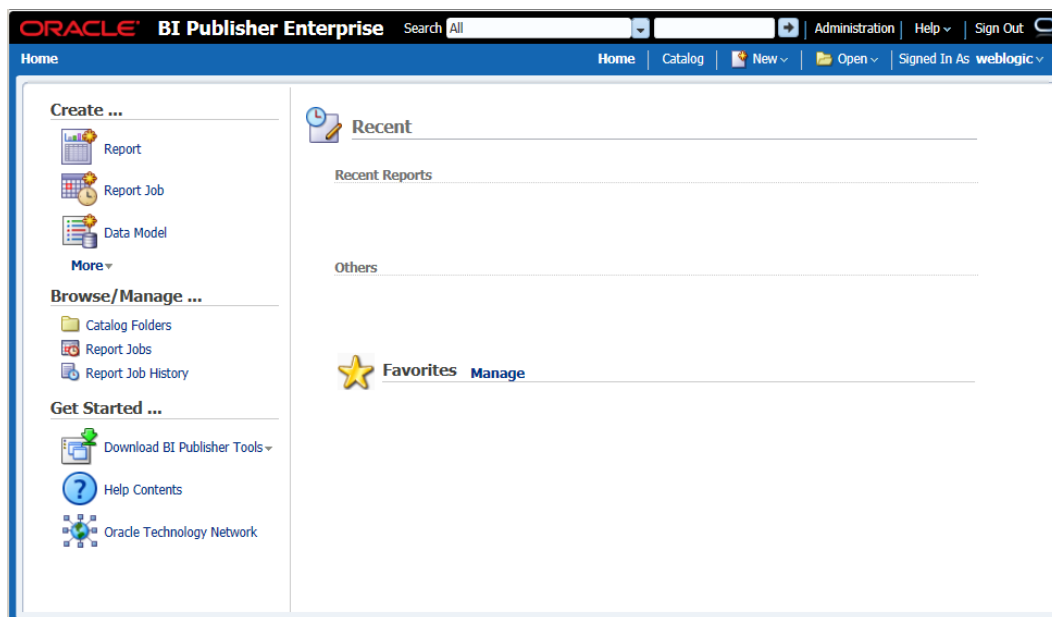 ORACLE BI Publisher Enterprise Search All Administration Help Sign Out
Home Home Catalog New Open Signed In As weblogic
Create ...
Report
Report Job
Data Model
More
Browse/Manage ...
Catalog Folders
Report Jobs
Report Job History
Get Started ...
Download BI Publisher Tools
Help Contents
Oracle Technology Network
Recent
Recent Reports
Others
Favorites Manage